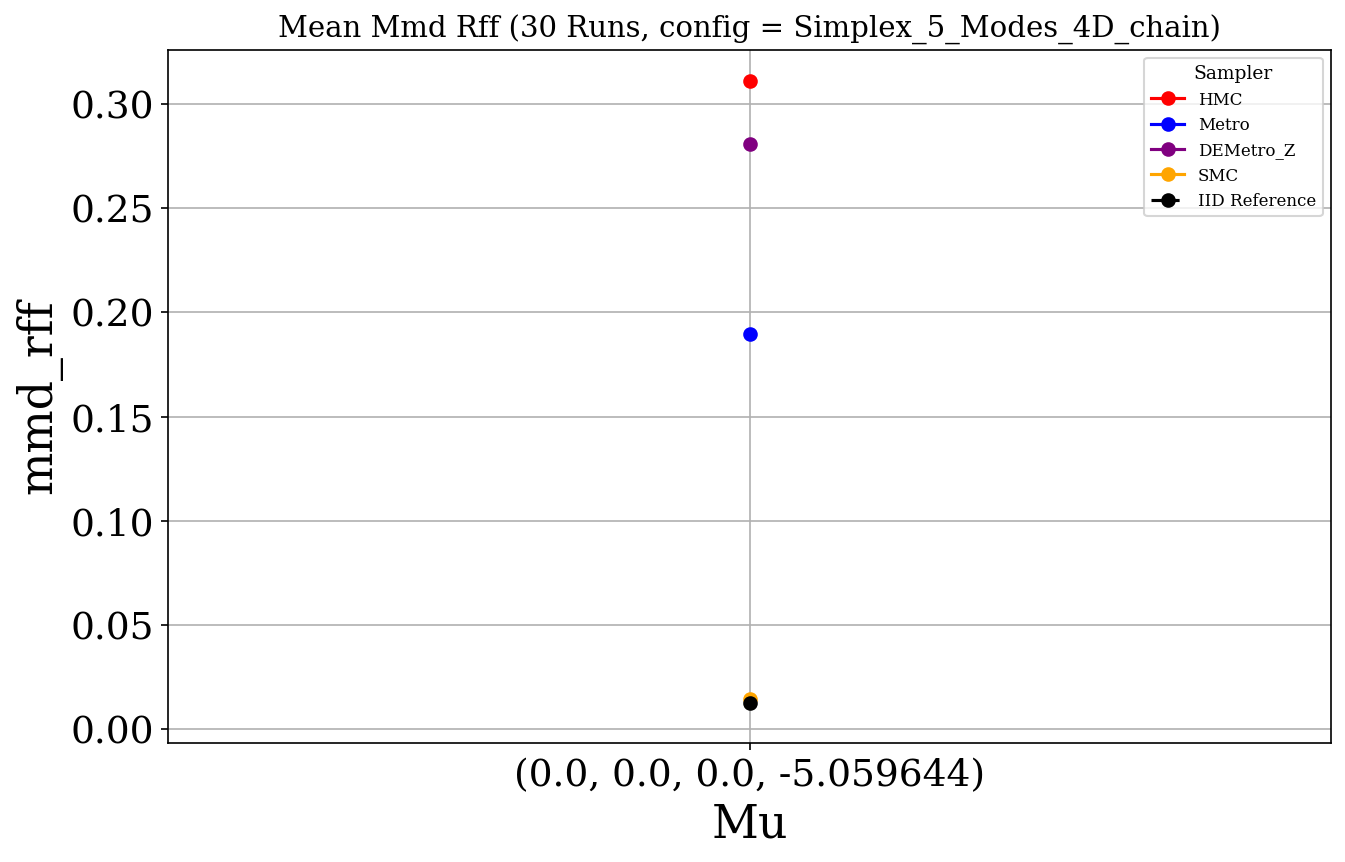 Mean Mmd Rff (30 Runs, config = Simplex_5_Modes_4D_chain)
Sampler
HMC
Metro
DEMetro_Z
SMC
IID Reference
mmd_rff
0.30
0.25
0.20
0.15
0.10
0.05
0.00
(0.0, 0.0, 0.0, -5.059644)
Mu